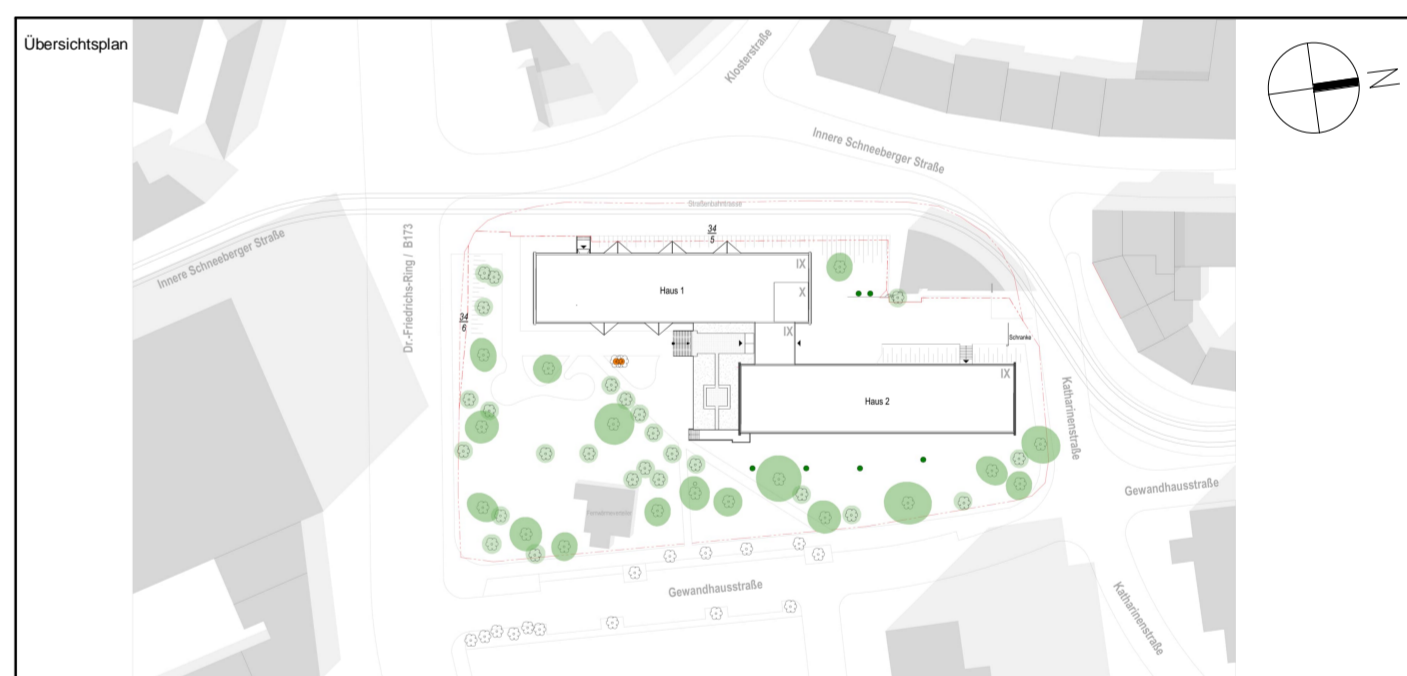 Übersichtsplan
N
Klosterstraße
Innere Schneeberger Straße
Straßenbahntrasse
Innere Schneeberger Straße
Dr.-Friedrichs-Ring / B173
34
5
34
6
IX
X
Haus 1
IX
Schranke
IX
Haus 2
Katharinenstraße
Gewandhausstraße
Gewandhausstraße
Katharinenstraße